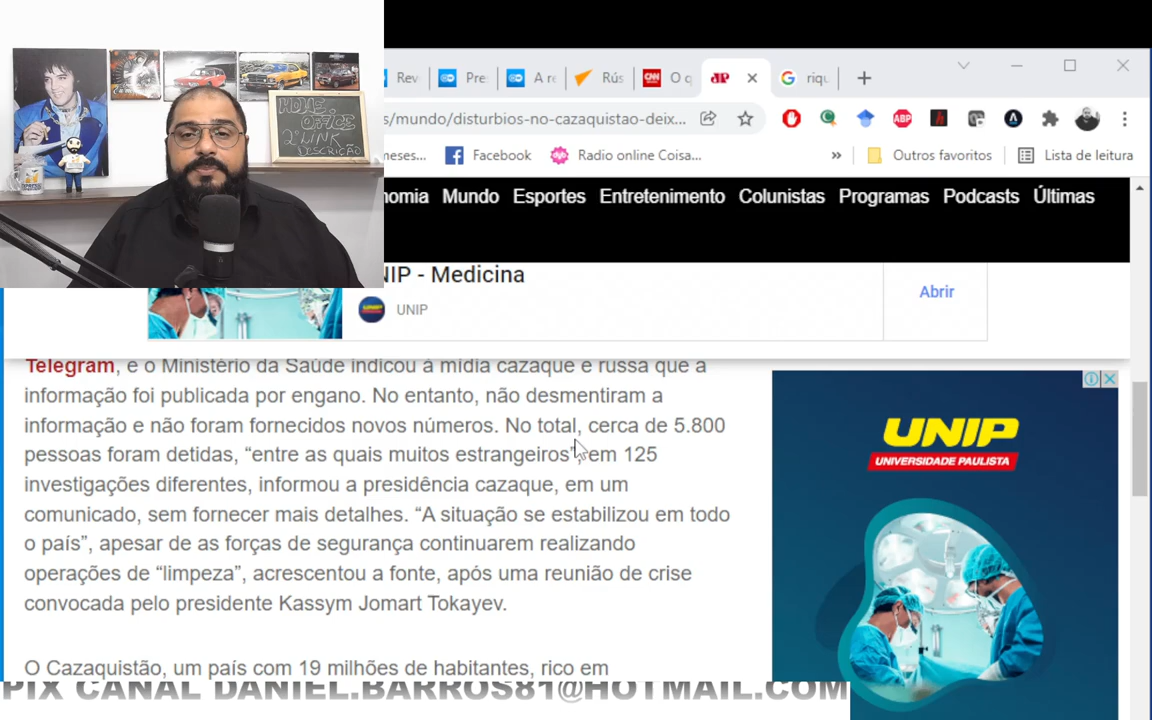 HOME
OFFICE
2º LINK
DESCRIÇÃO
Rev
Pre
A re
Rús
O q
JP
riqu
s/mundo/disturbios-no-cazaquistao-deix...
ABP
meses...
Facebook
Radio online Coisa...
»
Outros favoritos
Lista de leitura
nomia Mundo Esportes Entretenimento Colunistas Programas Podcasts Últimas
NIP - Medicina
UNIP
Abrir
Telegram, e o Ministério da Saúde indicou à mídia cazaque e russa que a
informação foi publicada por engano. No entanto, não desmentiram a
informação e não foram fornecidos novos números. No total, cerca de 5.800
pessoas foram detidas, “entre as quais muitos estrangeiros”, em 125
investigações diferentes, informou a presidência cazaque, em um
comunicado, sem fornecer mais detalhes. “A situação se estabilizou em todo
o país”, apesar de as forças de segurança continuarem realizando
operações de “limpeza”, acrescentou a fonte, após uma reunião de crise
convocada pelo presidente Kassym Jomart Tokayev.
O Cazaquistão, um país com 19 milhões de habitantes, rico em
UNIP
UNIVERSIDADE PAULISTA
PIX CANAL DANIEL.BARROS81@HOTMAIL.COM